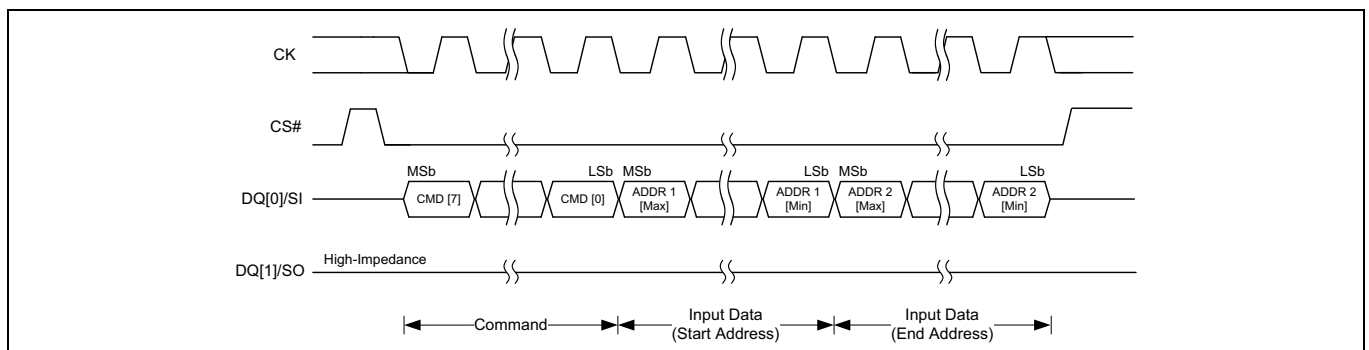 CK
CS#
MSb LSb MSb LSb MSb LSb
DQ[0]/SI CMD [7] CMD [0] ADDR 1 [Max] ADDR 1 [Min] ADDR 2 [Max] ADDR 2 [Min]
High-Impedance
DQ[1]/SO
Command
Input Data
(Start Address)
Input Data
(End Address)